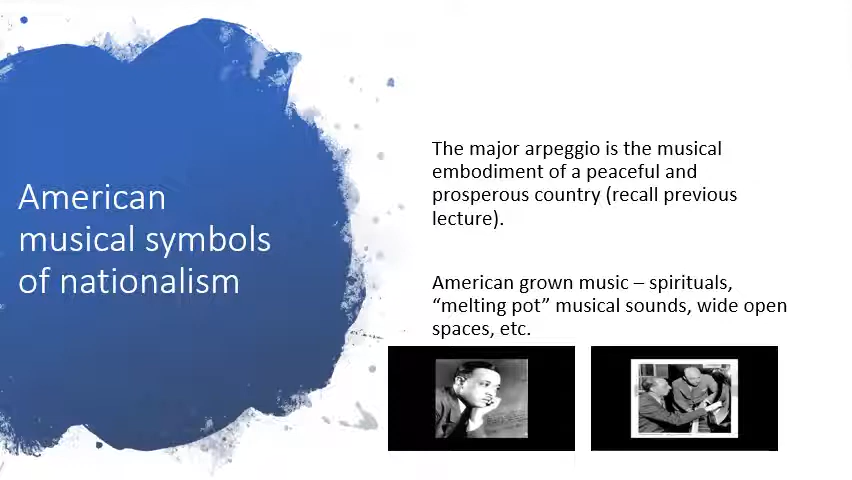 American
musical symbols
of nationalism
The major arpeggio is the musical
embodiment of a peaceful and
prosperous country (recall previous
lecture).
American grown music – spirituals,
“melting pot” musical sounds, wide open
spaces, etc.